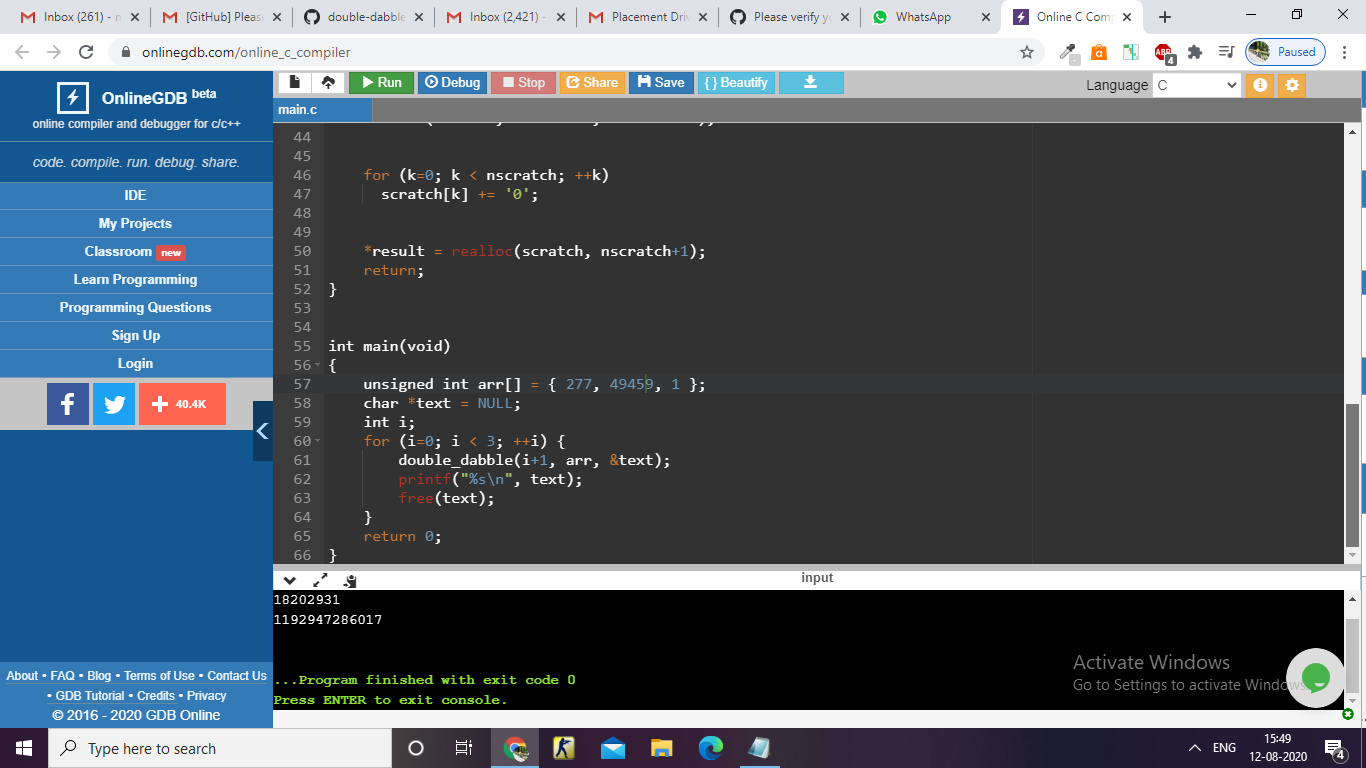 Inbox (261) - n
[GitHub] Pleas
double-dabble
Inbox (2,421) -
Placement Driv
Please verify yo
WhatsApp
Online C Comp
onlinegdb.com/online_c_compiler
ABP
4
Paused
OnlineGDB beta
online compiler and debugger for c/c++
code. compile. run. debug. share.
IDE
My Projects
Classroom new
Learn Programming
Programming Questions
Sign Up
Login
f
+ 40.4K
About • FAQ • Blog • Terms of Use • Contact Us
• GDB Tutorial • Credits • Privacy
© 2016 - 2020 GDB Online
Run
Debug
Stop
Share
Save
{ } Beautify
Language C
main.c
44
45
46 for (k=0; k < nscratch; ++k)
47 scratch[k] += '0';
48
49
50 *result = realloc(scratch, nscratch+1);
51 return;
52 }
53
54
55 int main(void)
56 {
57 unsigned int arr[] = { 277, 49459, 1 };
58 char *text = NULL;
59 int i;
60 for (i=0; i < 3; ++i) {
61 double_dabble(i+1, arr, &text);
62 printf("%s\n", text);
63 free(text);
64 }
65 return 0;
66 }
input
18202931
1192947286017
...Program finished with exit code 0
Press ENTER to exit console.
Activate Windows
Go to Settings to activate Windows.
Type here to search
ENG
15:49
12-08-2020
4